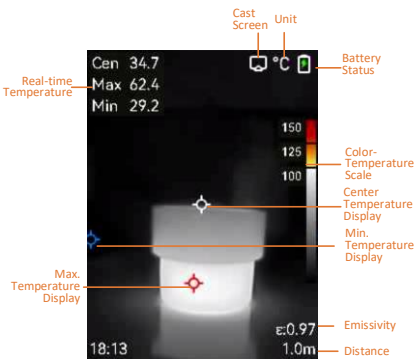 Cast
Screen
Unit
Battery
Status
Real-time
Temperature
Cen 34.7
Max 62.4
Min 29.2
°C
150
125
100
Color-
Temperature
Scale
Center
Temperature
Display
Min.
Temperature
Display
Max.
Temperature
Display
ε:0.97
Emissivity
18:13
1.0m
Distance